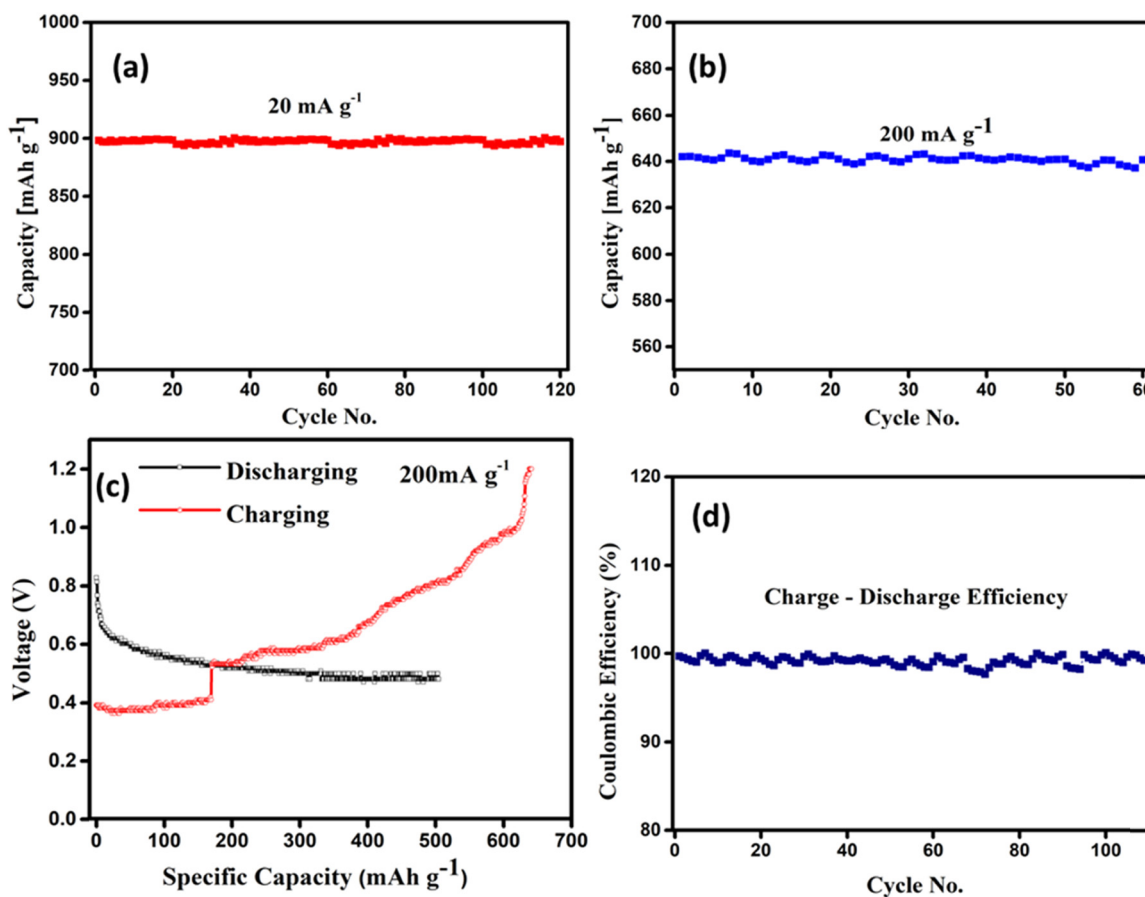 (a)
20 mA g-1
Capacity [mAh g-1]
1000
950
900
850
800
750
700
0 20 40 60 80 100 120
Cycle No.
(b)
200 mA g-1
Capacity [mAh g-1]
700
680
660
640
620
600
580
560
0 10 20 30 40 50 60
Cycle No.
(c)
Discharging
Charging
200mA g-1
Voltage (V)
1.2
1.0
0.8
0.6
0.4
0.2
0.0
0 100 200 300 400 500 600 700
Specific Capacity (mAh g-1)
(d)
Charge - Discharge Efficiency
Coulombic Efficiency (%)
120
110
100
90
80
0 20 40 60 80 100
Cycle No.